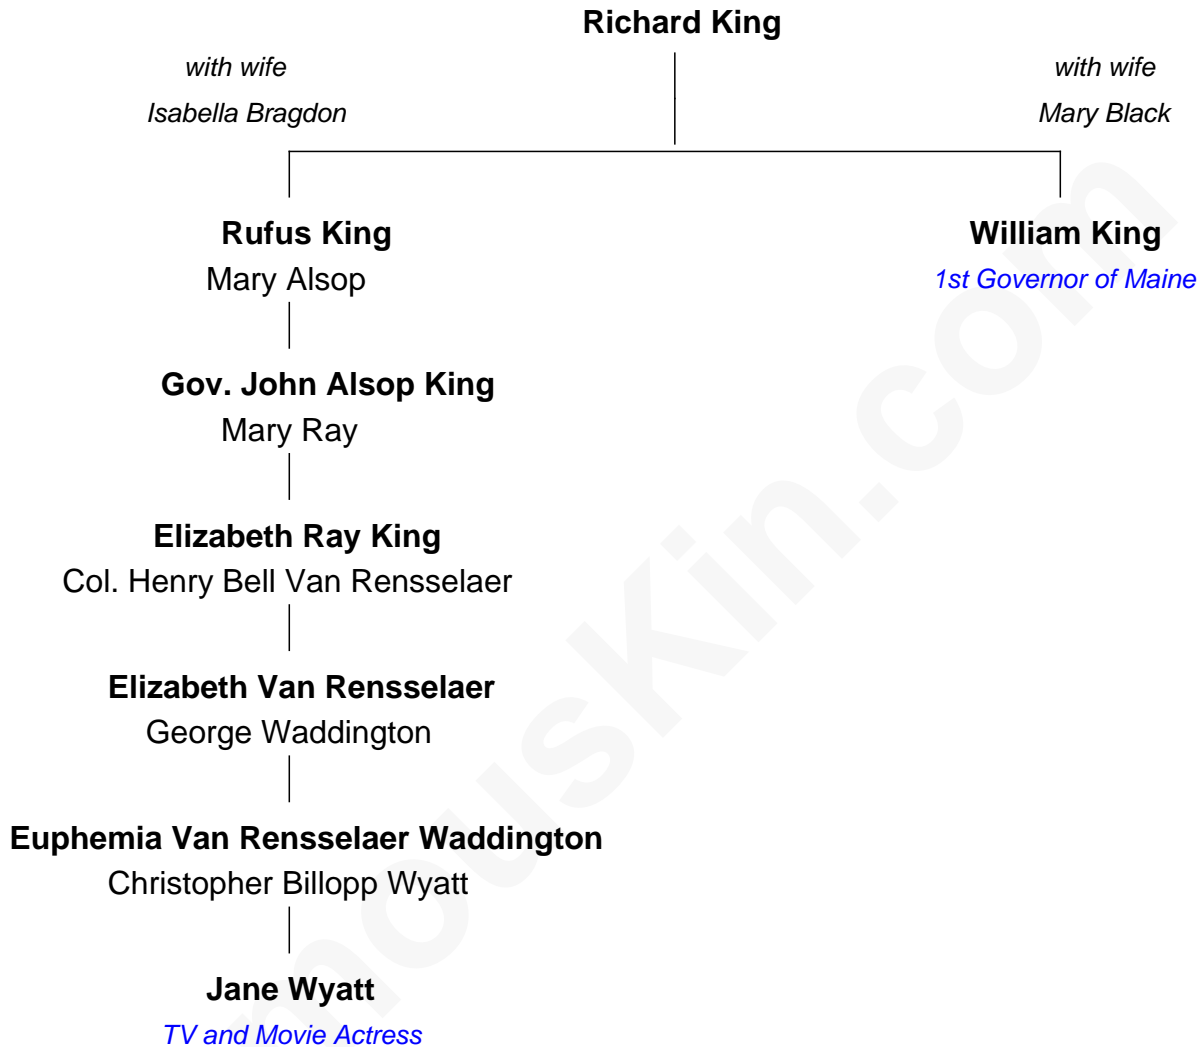 Richard King
with wife
Isabella Bragdon
with wife
Mary Black
Rufus King
Mary Alsop
William King
1st Governor of Maine
Gov. John Alsop King
Mary Ray
Elizabeth Ray King
Col. Henry Bell Van Rensselaer
Elizabeth Van Rensselaer
George Waddington
Euphemia Van Rensselaer Waddington
Christopher Billopp Wyatt
Jane Wyatt
TV and Movie Actress
mousKin.com